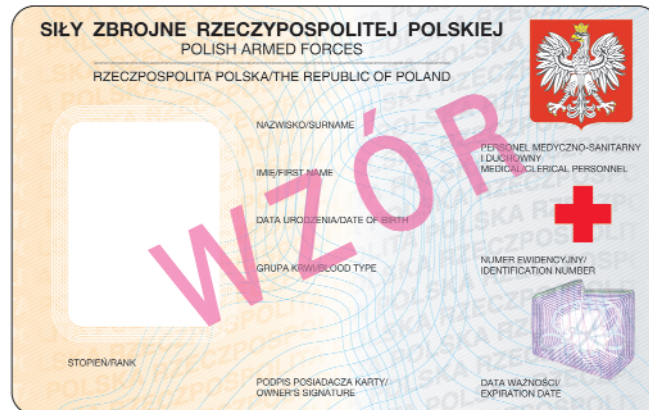 SIŁY ZBROJNE RZECZYPOSPOLITEJ POLSKIEJ
POLISH ARMED FORCES
RZECZPOSPOLITA POLSKA/THE REPUBLIC OF POLAND
NAZWISKO/SURNAME
PERSONEL MEDYCZNO-SANITARNY
I DUCHOWNY
MEDICAL/CLERICAL PERSONNEL
IMIĘ/FIRST NAME
WZÓR
DATA URODZENIA/DATE OF BIRTH
GRUPA KRWI/BLOOD TYPE
NUMER EWIDENCYJNY/
IDENTIFICATION NUMBER
STOPIEŃ/RANK
PODPIS POSIADACZA KARTY/
OWNER'S SIGNATURE
DATA WAŻNOŚCI/
EXPIRATION DATE